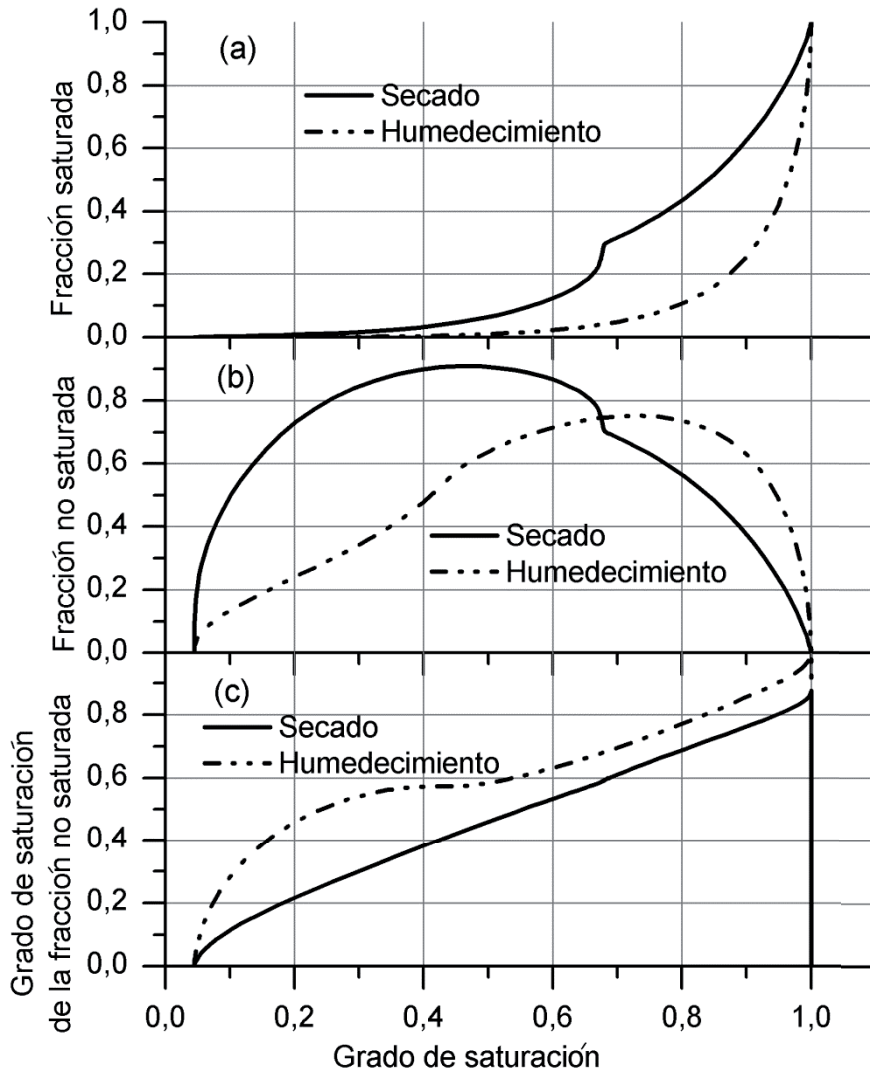 (a)
Secado
Humedecimiento
Fracción saturada
1,0
0,8
0,6
0,4
0,2
0,0
(b)
Secado
Humedecimiento
Fracción no saturada
0,8
0,6
0,4
0,2
0,0
(c)
Secado
Humedecimiento
Grado de saturación
de la fracción no saturada
0,8
0,6
0,4
0,2
0,0
0,0 0,2 0,4 0,6 0,8 1,0
Grado de saturación